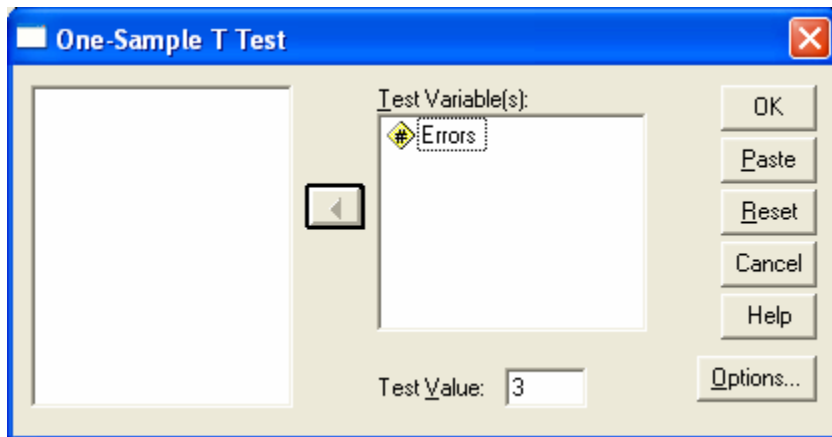 One-Sample T Test
Test Variable(s):
# Errors
Test Value: 3
OK
Paste
Reset
Cancel
Help
Options...